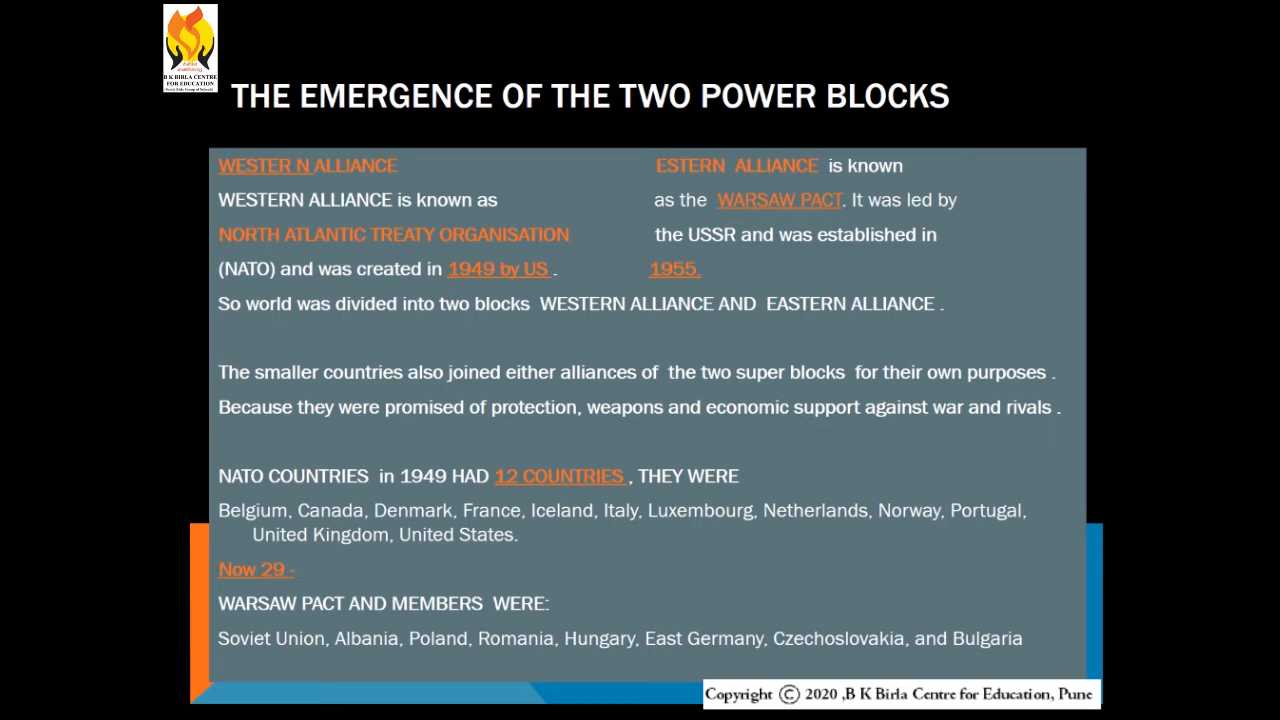 B K BIRLA CENTRE
FOR EDUCATION
THE EMERGENCE OF THE TWO POWER BLOCKS
WESTER N ALLIANCE
WESTERN ALLIANCE is known as
NORTH ATLANTIC TREATY ORGANISATION
(NATO) and was created in 1949 by US .
ESTERN ALLIANCE is known
as the WARSAW PACT. It was led by
the USSR and was established in
1955.
So world was divided into two blocks WESTERN ALLIANCE AND EASTERN ALLIANCE .
The smaller countries also joined either alliances of the two super blocks for their own purposes .
Because they were promised of protection, weapons and economic support against war and rivals .
NATO COUNTRIES in 1949 HAD 12 COUNTRIES , THEY WERE
Belgium, Canada, Denmark, France, Iceland, Italy, Luxembourg, Netherlands, Norway, Portugal,
United Kingdom, United States.
Now 29 -
WARSAW PACT AND MEMBERS WERE:
Soviet Union, Albania, Poland, Romania, Hungary, East Germany, Czechoslovakia, and Bulgaria
Copyright © 2020 ,B K Birla Centre for Education, Pune